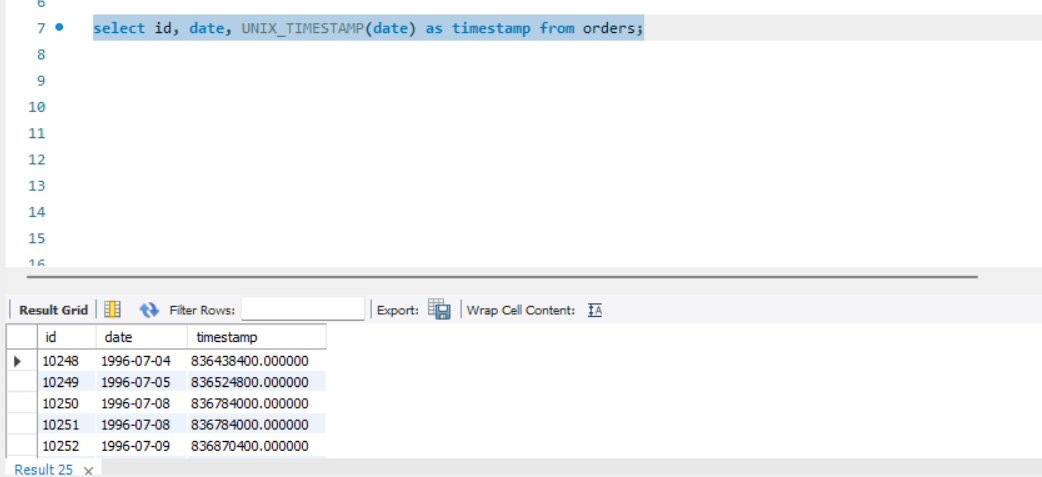 6
7 select id, date, UNIX_TIMESTAMP(date) as timestamp from orders;
8
9
10
11
12
13
14
15
16
Result Grid Filter Rows: Export: Wrap Cell Content: IA
id date timestamp
10248 1996-07-04 836438400.000000
10249 1996-07-05 836524800.000000
10250 1996-07-08 836784000.000000
10251 1996-07-08 836784000.000000
10252 1996-07-09 836870400.000000
Result 25 ×